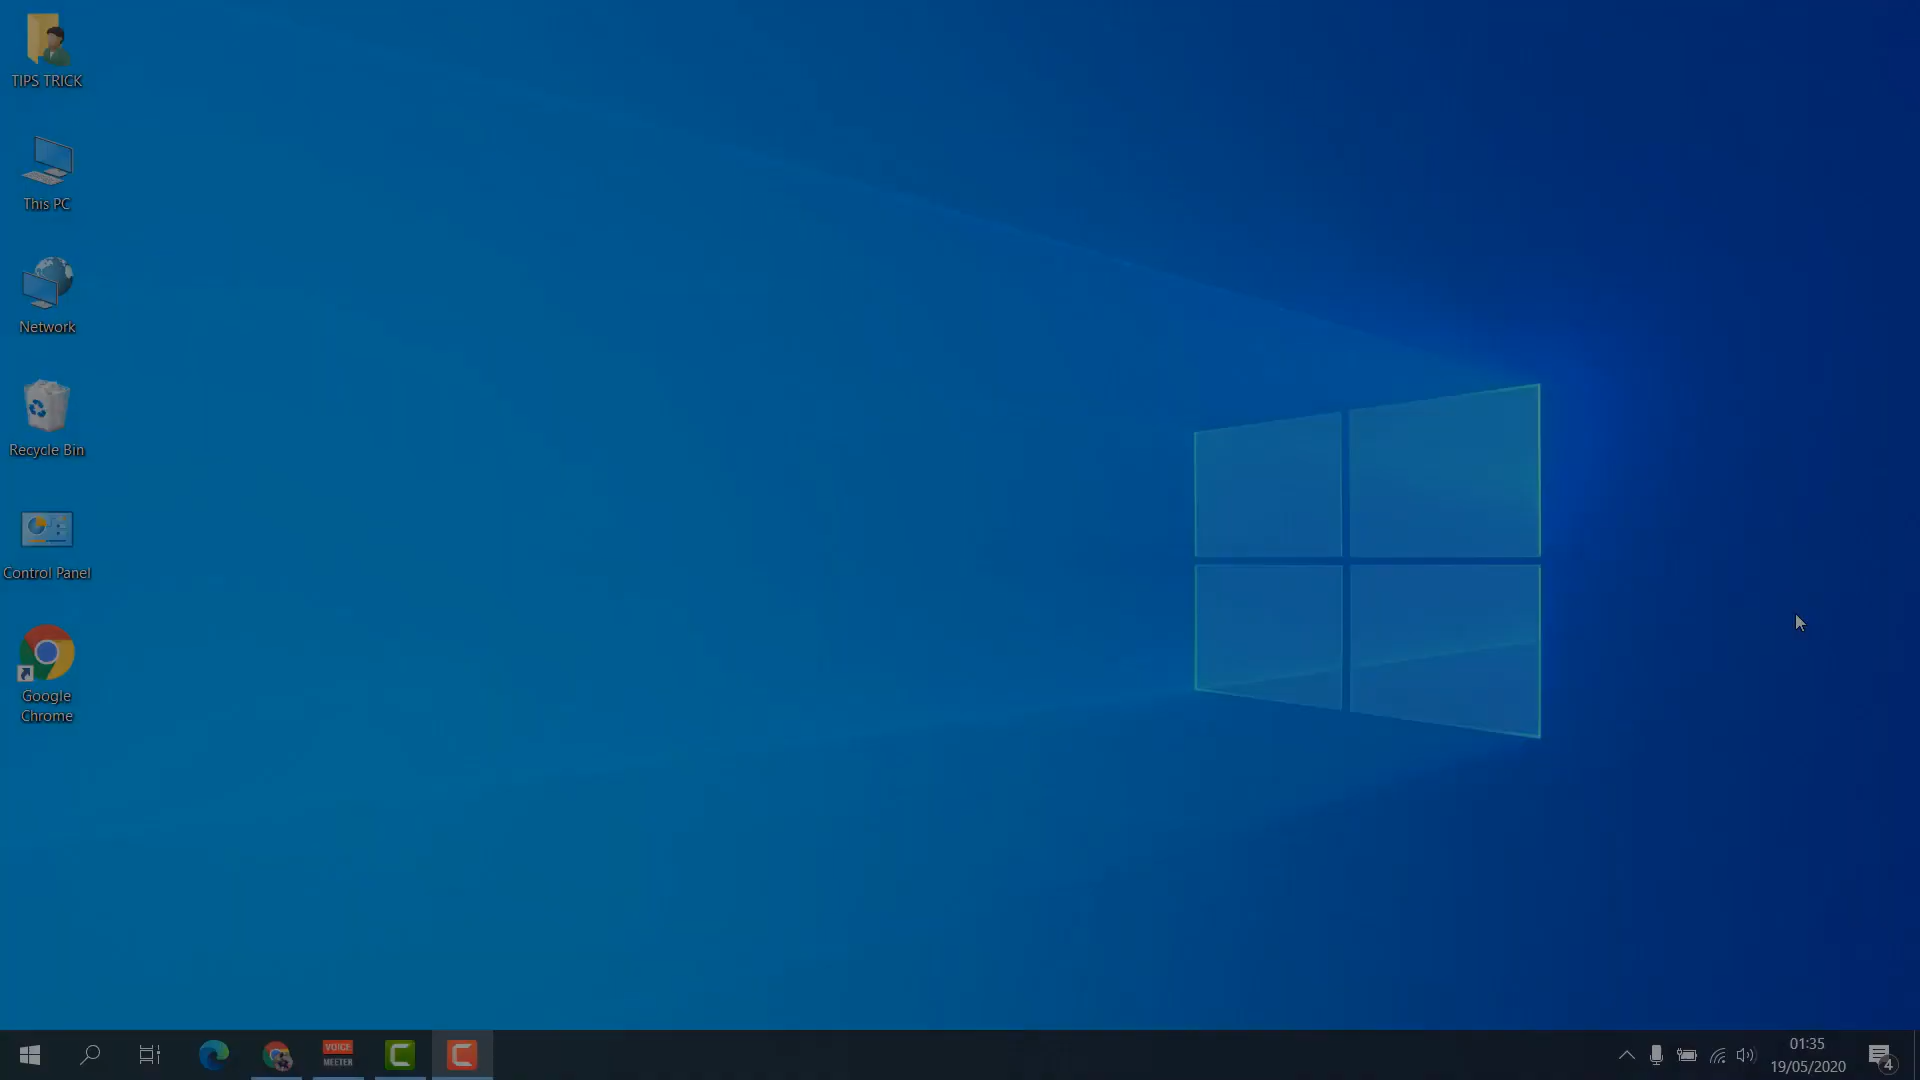 TIPS TRICK
This PC
Network
Recycle Bin
Control Panel
Google
Chrome
VOICE
MEETER
01:35
19/05/2020
4